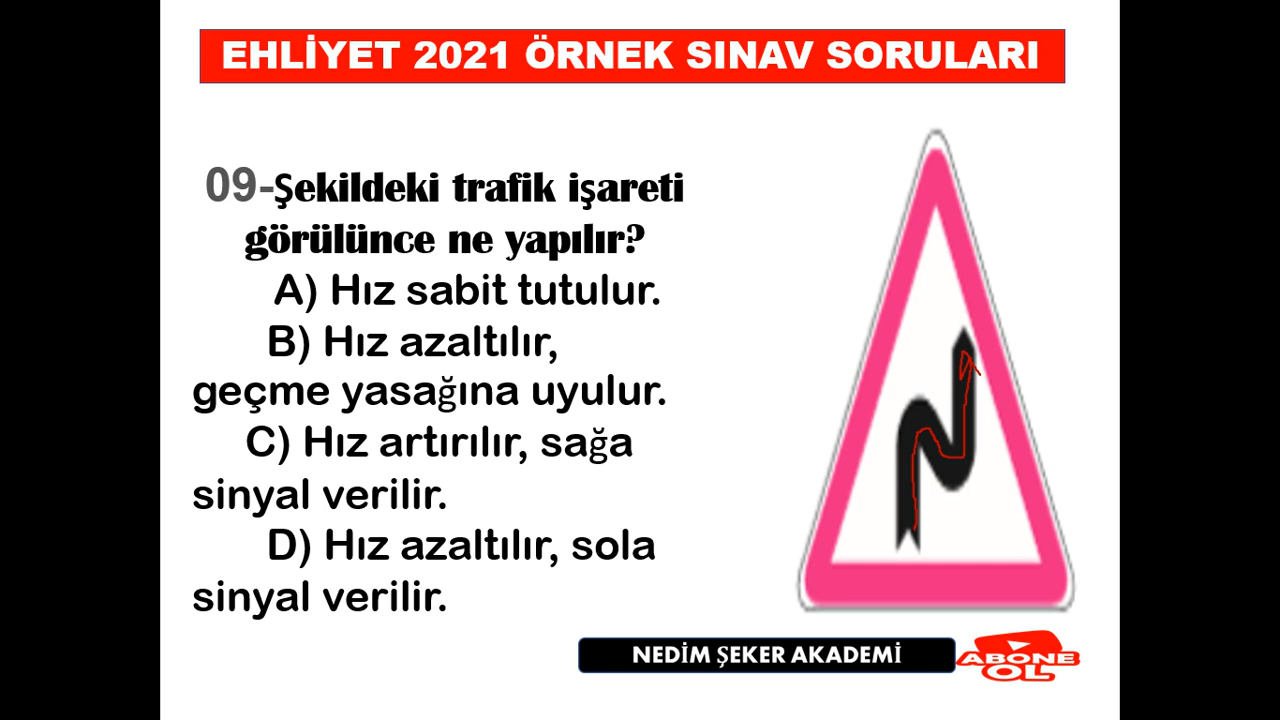 EHLİYET 2021 ÖRNEK SINAV SORULARI
09-Şekildeki trafik işareti
görülünce ne yapılır?
A) Hız sabit tutulur.
B) Hız azaltılır,
geçme yasağına uyulur.
C) Hız artırılır, sağa
sinyal verilir.
D) Hız azaltılır, sola
sinyal verilir.
NEDİM ŞEKER AKADEMİ
ABONE
OL